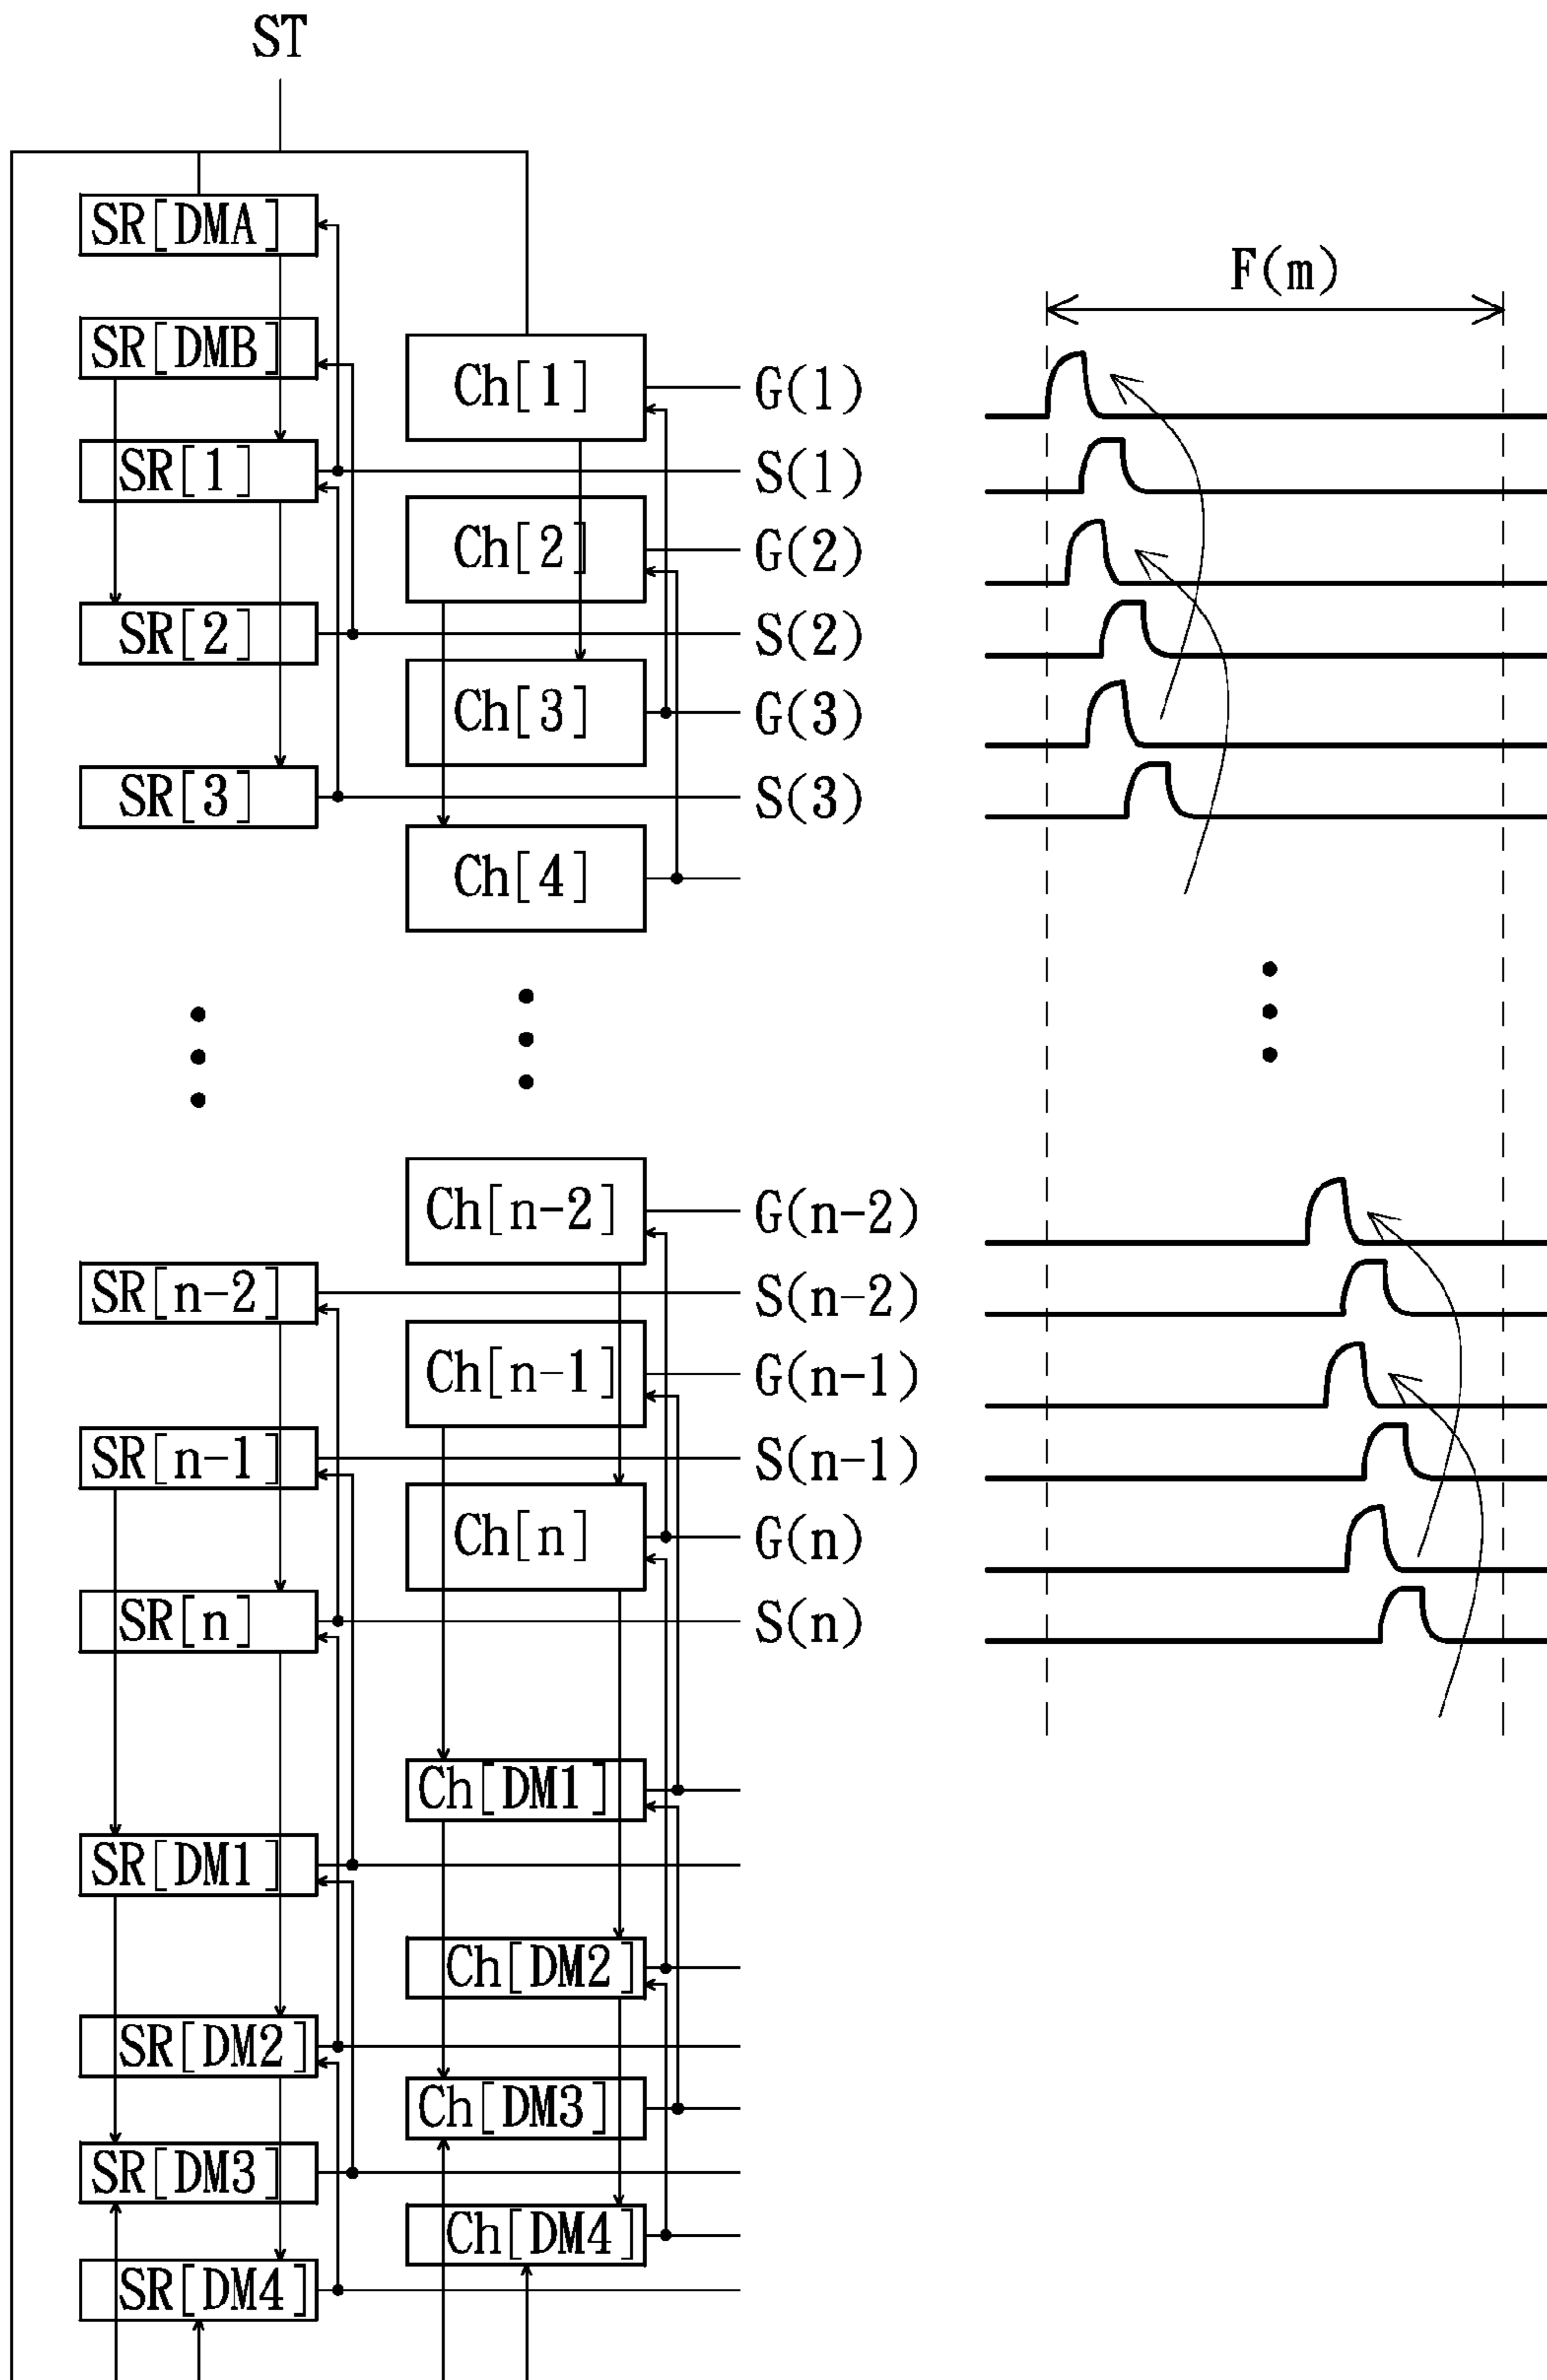 ST
SR[DMA]
F(m)
SR[DMB]
Ch[1]
G(1)
SR[1]
S(1)
Ch[2]
G(2)
SR[2]
S(2)
Ch[3]
G(3)
SR[3]
S(3)
Ch[4]
Ch[n-2]
G(n-2)
SR[n-2]
S(n-2)
Ch[n-1]
G(n-1)
SR[n-1]
S(n-1)
Ch[n]
G(n)
SR[n]
S(n)
Ch[DM1]
SR[DM1]
Ch[DM2]
SR[DM2]
Ch[DM3]
SR[DM3]
Ch[DM4]
SR[DM4]